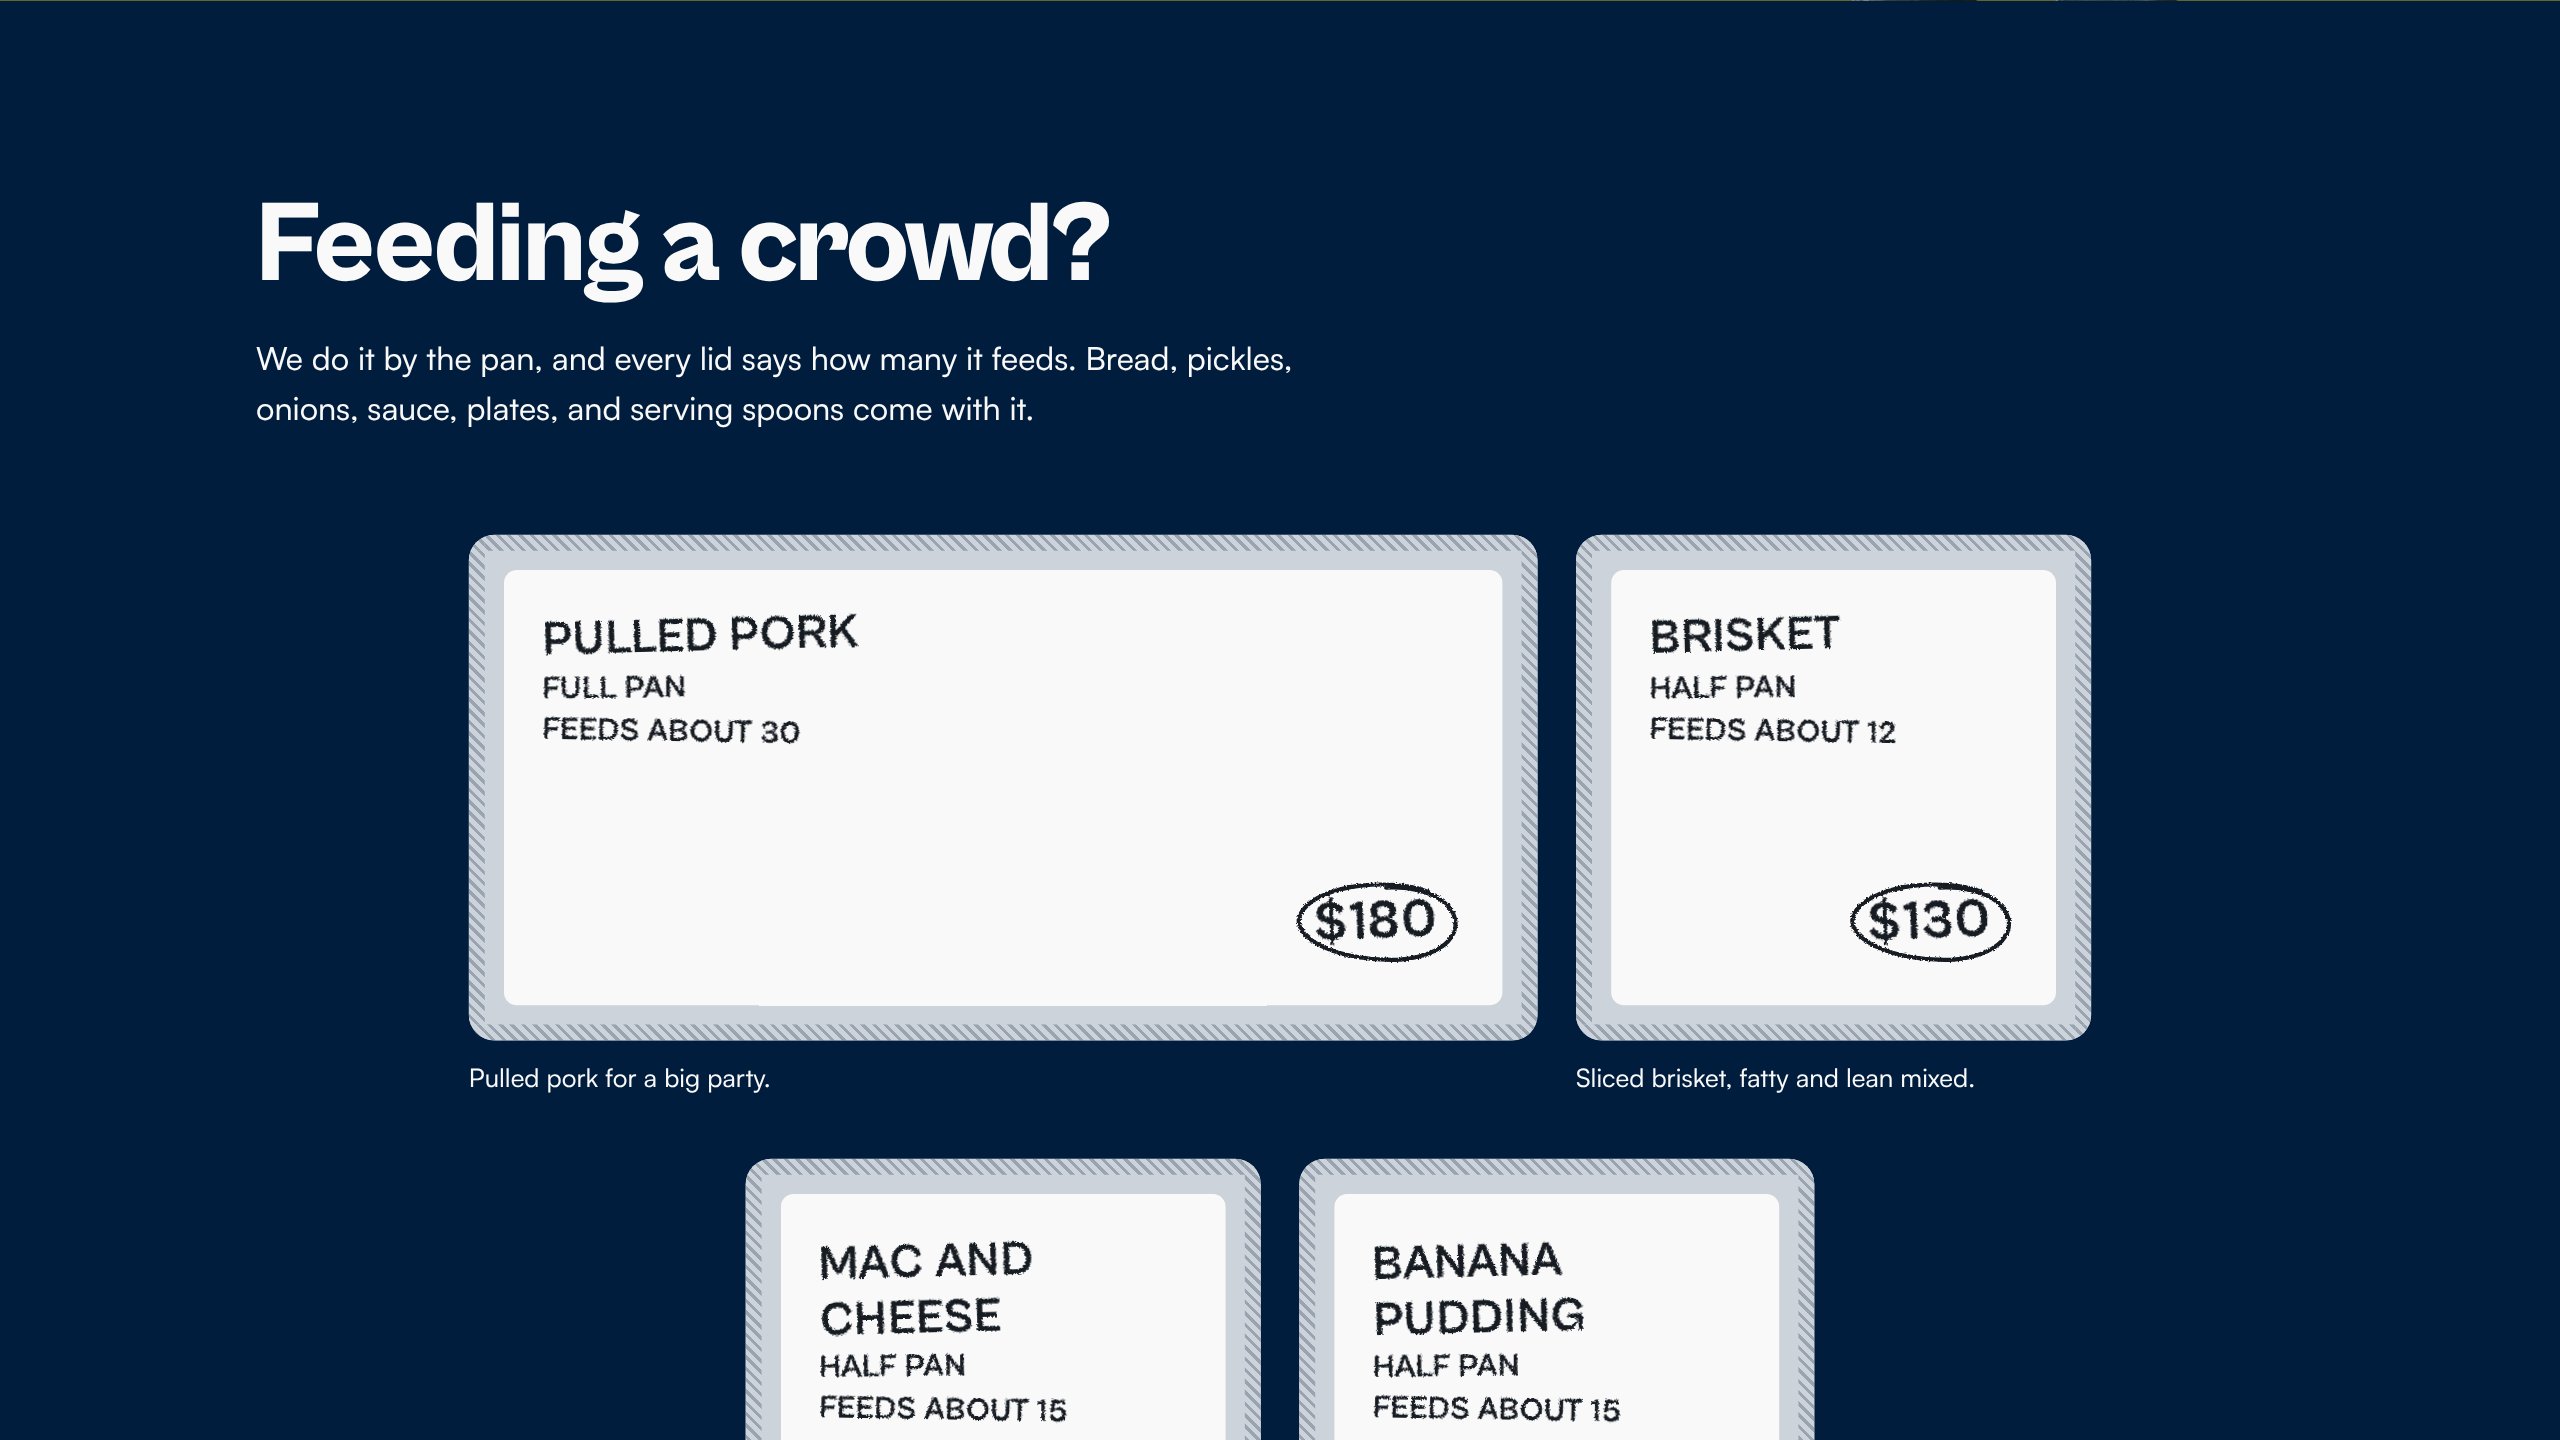 Feeding a crowd?
We do it by the pan, and every lid says how many it feeds. Bread, pickles,
onions, sauce, plates, and serving spoons come with it.
PULLED PORK
FULL PAN
FEEDS ABOUT 30
$180
Pulled pork for a big party.
BRISKET
HALF PAN
FEEDS ABOUT 12
$130
Sliced brisket, fatty and lean mixed.
MAC AND
CHEESE
HALF PAN
FEEDS ABOUT 15
BANANA
PUDDING
HALF PAN
FEEDS ABOUT 15